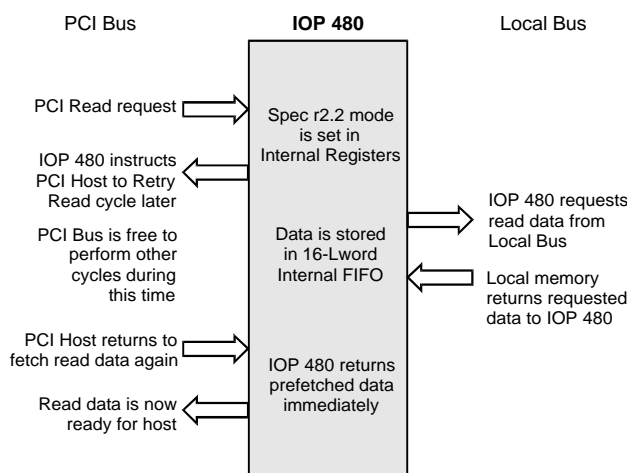 PCI Bus
IOP 480
Local Bus
PCI Read request
Spec r2.2 mode
is set in
Internal Registers
IOP 480 instructs
PCI Host to Retry
Read cycle later
IOP 480 requests
read data from
Local Bus
PCI Bus is free to
perform other
cycles during
this time
Data is stored
in 16-Lword
Internal FIFO
Local memory
returns requested
data to IOP 480
PCI Host returns to
fetch read data again
IOP 480 returns
prefetched data
immediately
Read data is now
ready for host